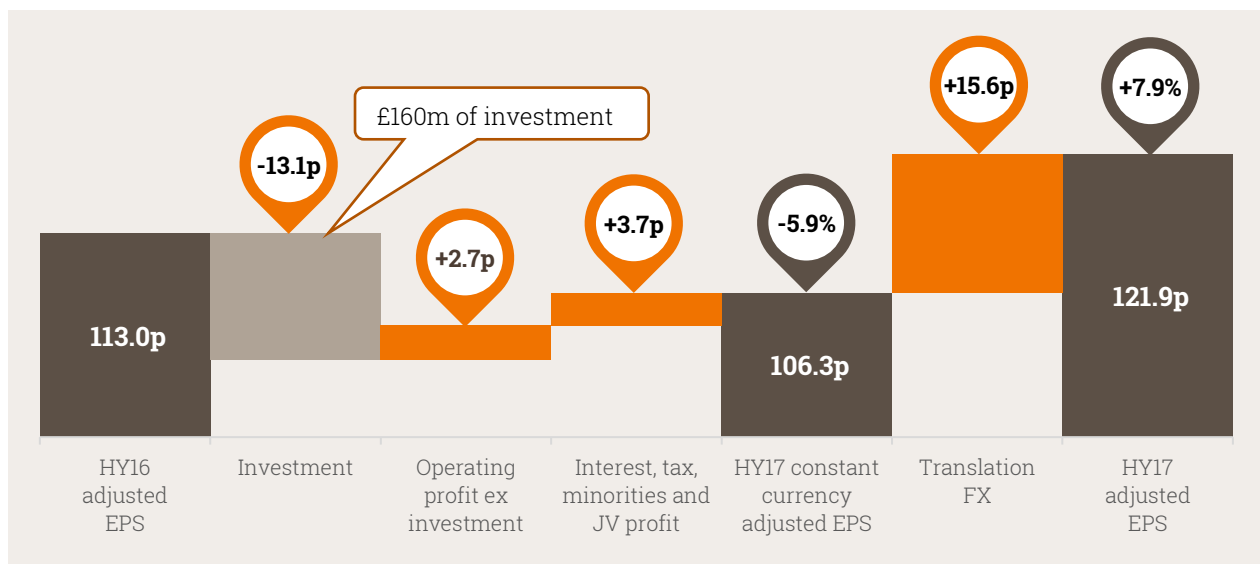 £160m of investment
-13.1p
+2.7p
+3.7p
-5.9%
+15.6p
+7.9%
113.0p
106.3p
121.9p
HY16
adjusted
EPS
Investment
Operating
profit ex
investment
Interest, tax,
minorities and
JV profit
HY17 constant
currency
adjusted EPS
Translation
FX
HY17
adjusted
EPS